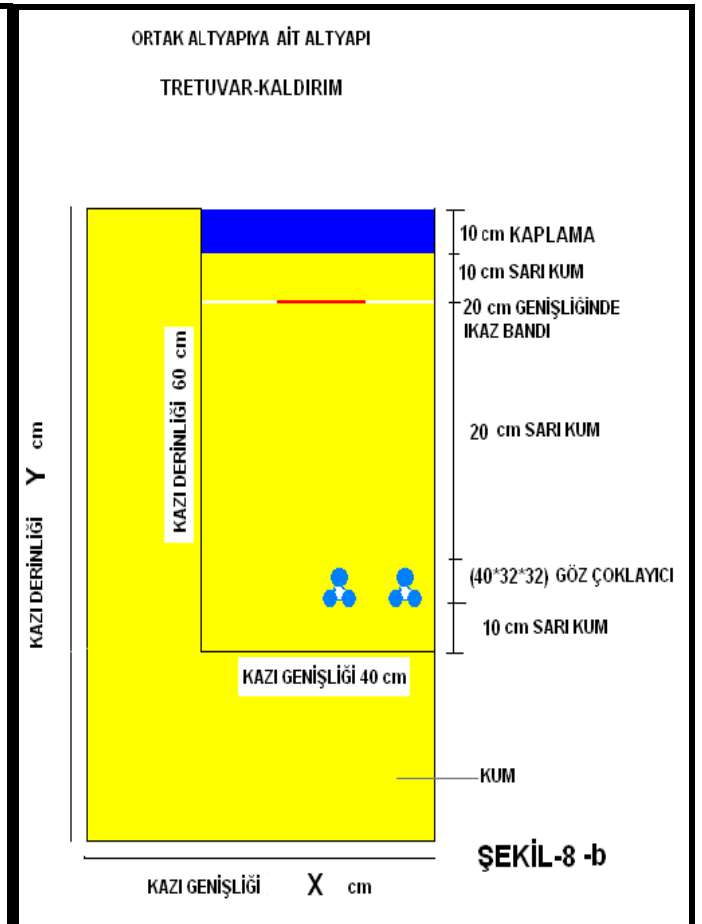 ORTAK ALTYAPIYA AİT ALTYAPI
TRETUVAR-KALDIRIM
10 cm KAPLAMA
10 cm SARI KUM
20 cm GENİŞLİĞİNDE
IKAZ BANDI
KAZI DERİNLİĞİ 60 cm
KAZI DERİNLİĞİ Y cm
20 cm SARI KUM
(40*32*32) GÖZ ÇOKLAYICI
10 cm SARI KUM
KAZI GENİŞLİĞİ 40 cm
KUM
ŞEKİL-8 -b
KAZI GENİŞLİĞİ X cm